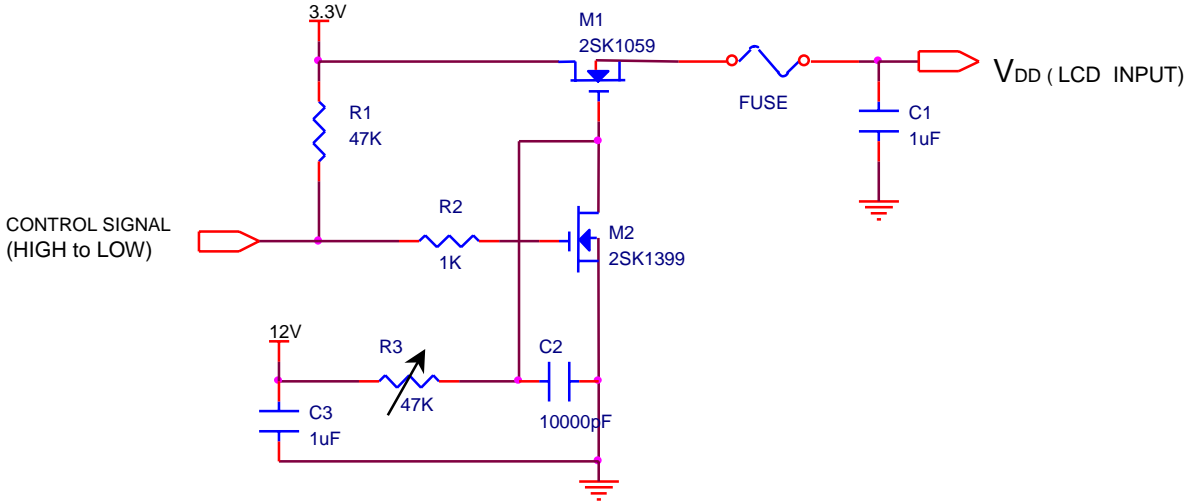 3.3V
M1
2SK1059
FUSE
VDD ( LCD INPUT)
R1
47K
C1
1uF
CONTROL SIGNAL
(HIGH to LOW)
R2
1K
M2
2SK1399
12V
R3
47K
C2
10000pF
C3
1uF